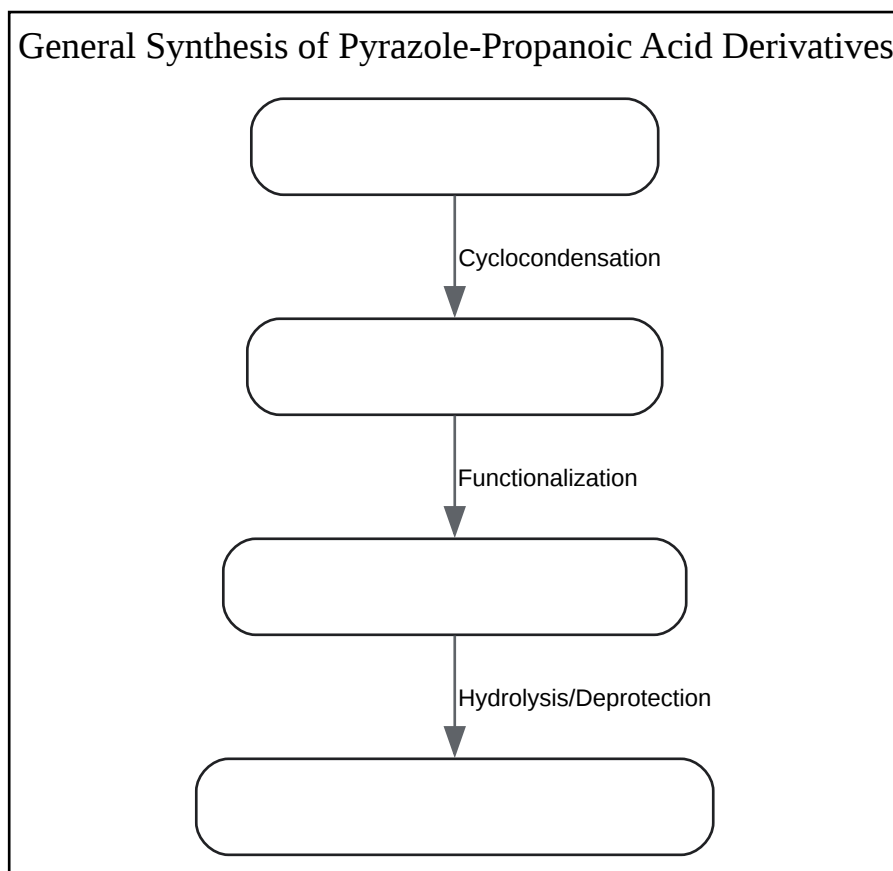 General Synthesis of Pyrazole-Propanoic Acid Derivatives
Cyclocondensation
Functionalization
Hydrolysis/Deprotection